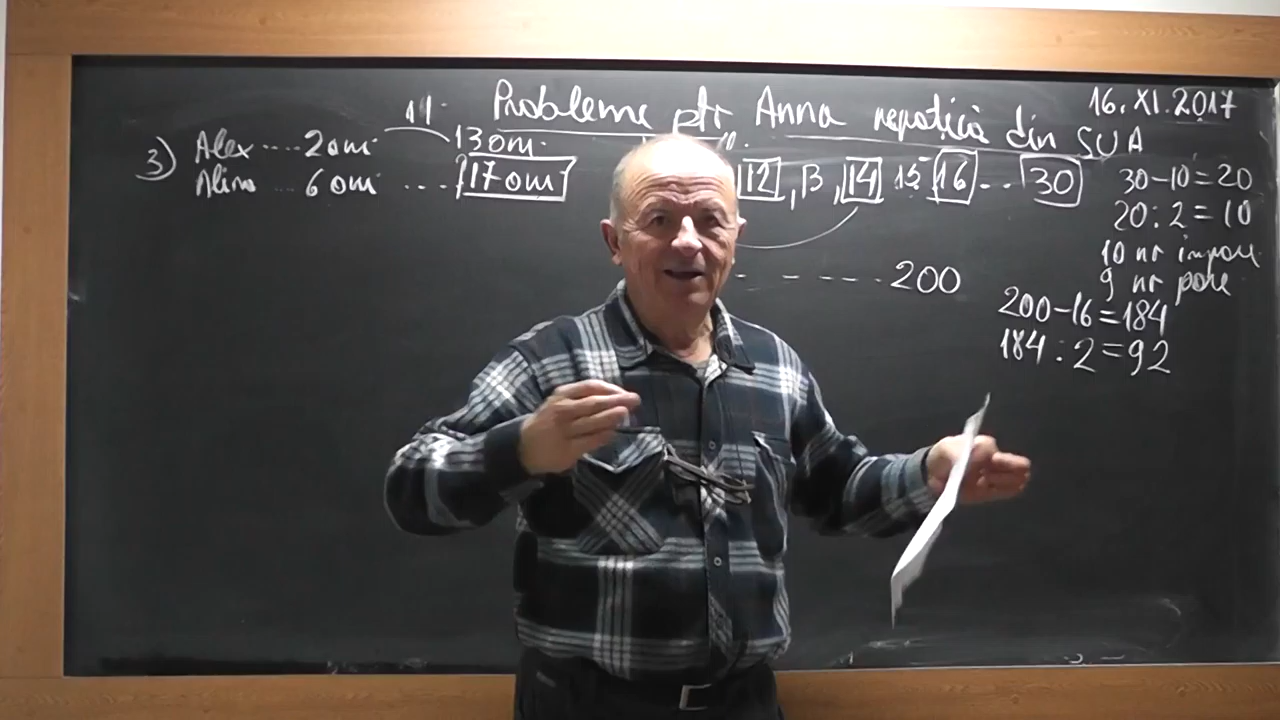 Probleme ptr Anna nepoțica din SUA
16.XI.2017
3) Alex ... 2 ani 13 ani
Alina ... 6 ani ... 17 ani
12, 13, 14 15 16 .. 30
30-10=20
20:2=10
10 nr impare
9 nr pare
- - - - 200
200-16=184
184:2=92